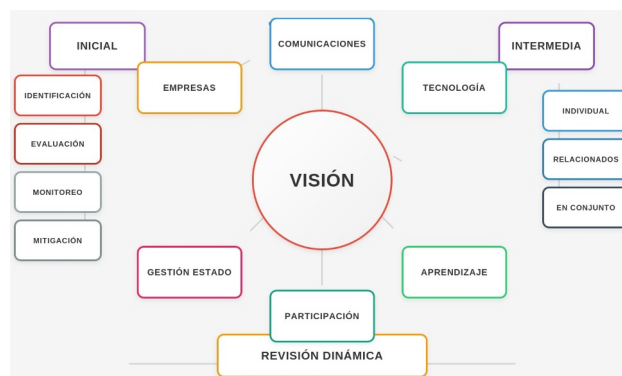 INICIAL
COMUNICACIONES
INTERMEDIA
EMPRESAS
TECNOLOGÍA
IDENTIFICACIÓN
EVALUACIÓN
MONITOREO
MITIGACIÓN
VISIÓN
INDIVIDUAL
RELACIONADOS
EN CONJUNTO
GESTIÓN ESTADO
APRENDIZAJE
PARTICIPACIÓN
REVISIÓN DINÁMICA